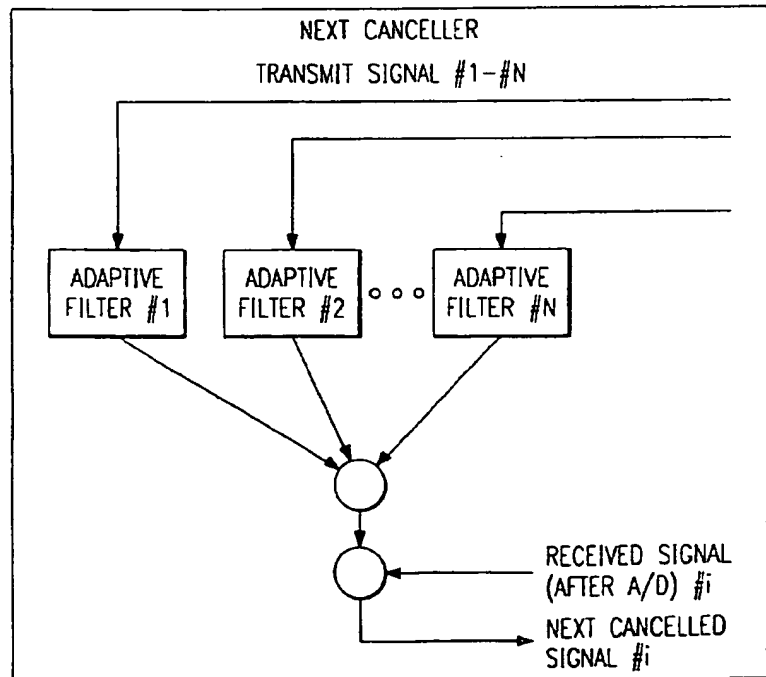 NEXT CANCELLER
TRANSMIT SIGNAL #1-#N
ADAPTIVE
FILTER #1
ADAPTIVE
FILTER #2
ADAPTIVE
FILTER #N
RECEIVED SIGNAL
(AFTER A/D) #i
NEXT CANCELLED
SIGNAL #i